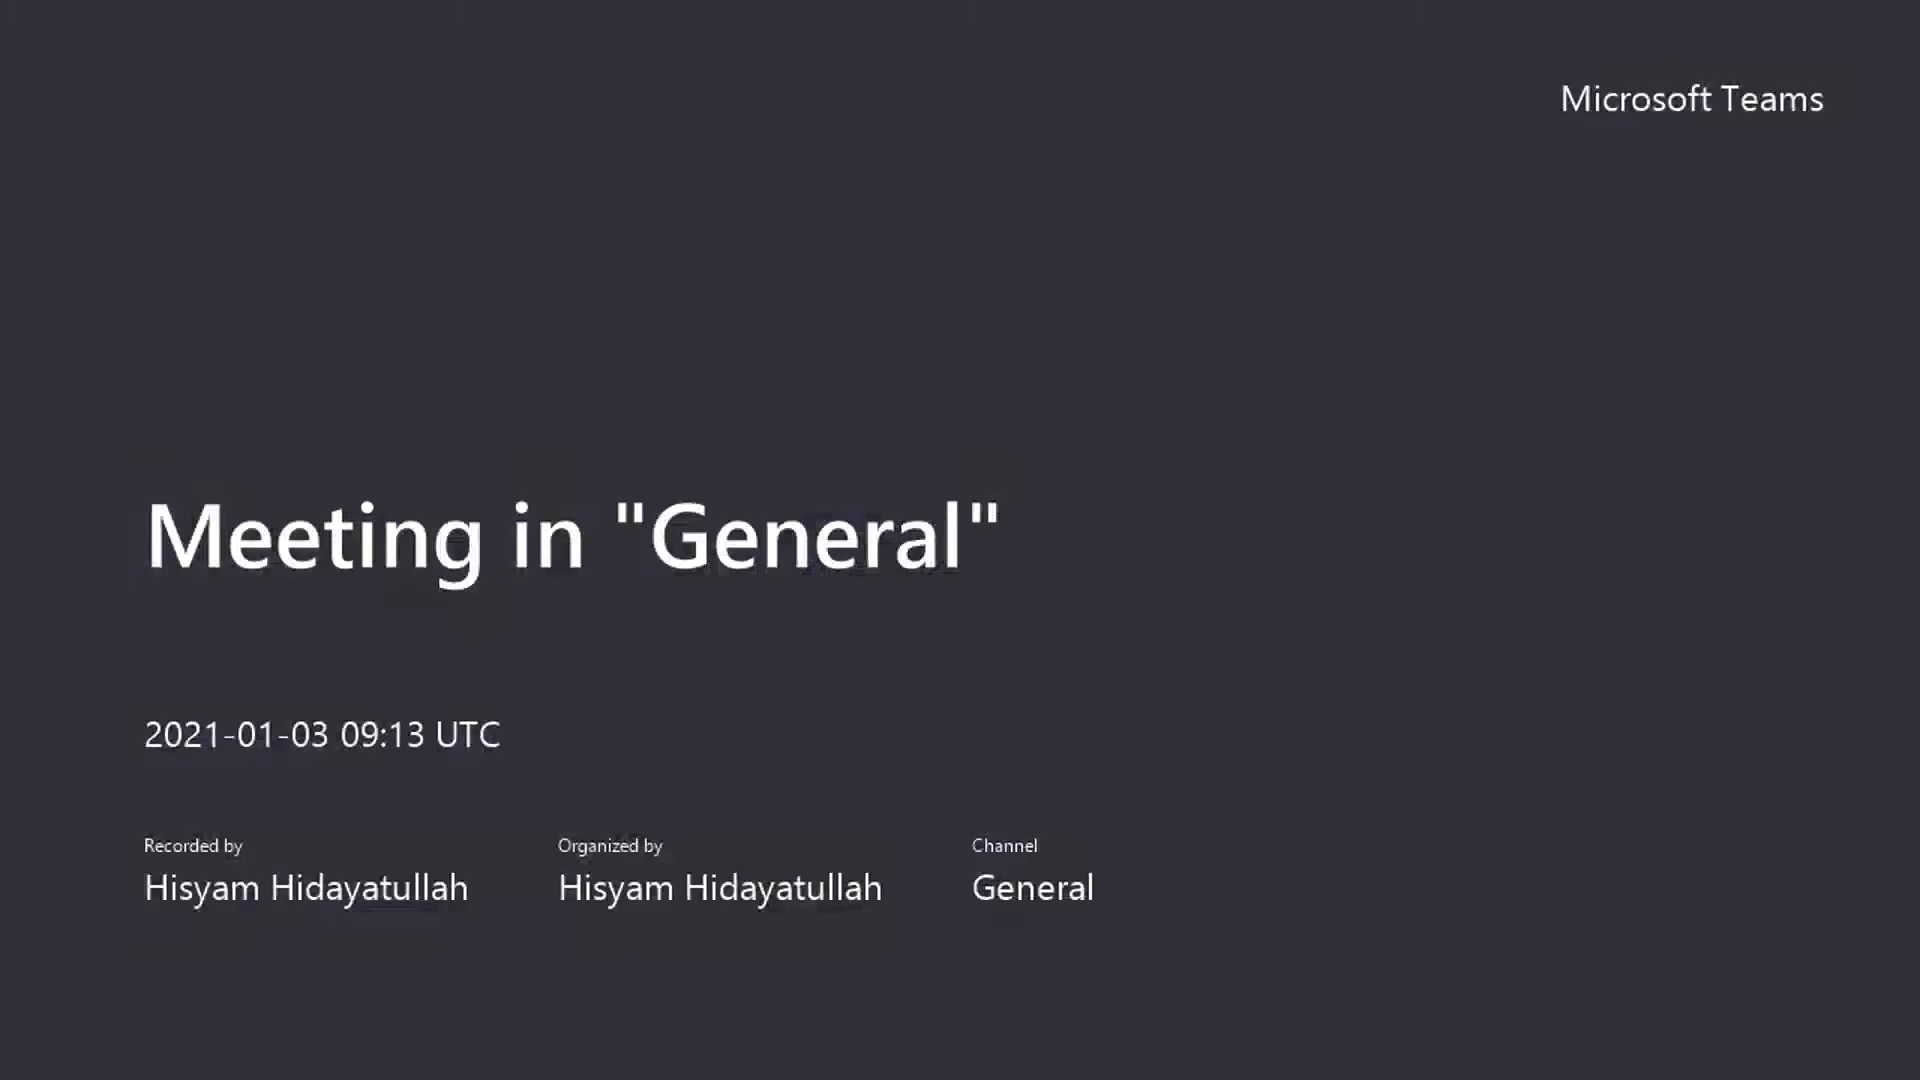 Microsoft Teams
Meeting in "General"
2021-01-03 09:13 UTC
Recorded by
Hisyam Hidayatullah
Organized by
Hisyam Hidayatullah
Channel
General